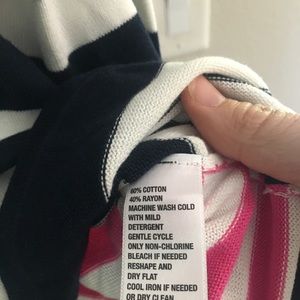 60% COTTON
40% RAYON
MACHINE WASH COLD
WITH MILD
DETERGENT
GENTLE CYCLE
ONLY NON-CHLORINE
BLEACH IF NEEDED
RESHAPE AND
DRY FLAT
COOL IRON IF NEEDED
OR DRY CLEAN